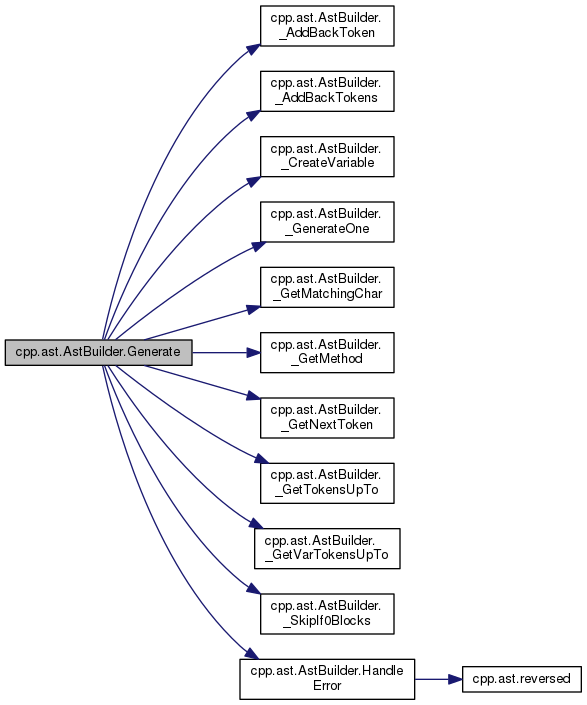 cpp.ast.AstBuilder.
_AddBackToken
cpp.ast.AstBuilder.
_AddBackTokens
cpp.ast.AstBuilder.
_CreateVariable
cpp.ast.AstBuilder.
_GenerateOne
cpp.ast.AstBuilder.
_GetMatchingChar
cpp.ast.AstBuilder.Generate
cpp.ast.AstBuilder.
_GetMethod
cpp.ast.AstBuilder.
_GetNextToken
cpp.ast.AstBuilder.
_GetTokensUpTo
cpp.ast.AstBuilder.
_GetVarTokensUpTo
cpp.ast.AstBuilder.
_SkipIf0Blocks
cpp.ast.AstBuilder.Handle
Error
cpp.ast.reversed